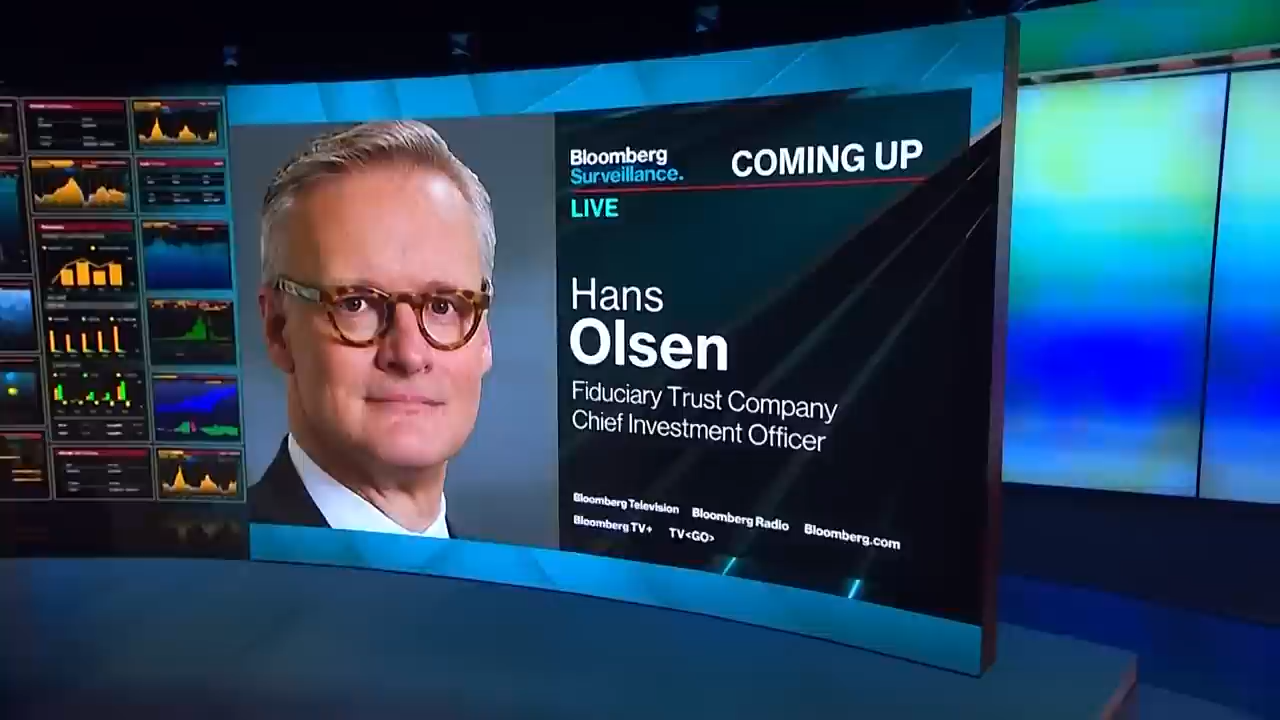 Bloomberg
Surveillance.
COMING UP
LIVE
Hans
Olsen
Fiduciary Trust Company
Chief Investment Officer
Bloomberg Television Bloomberg Radio Bloomberg.com
Bloomberg TV+ TV<GO>